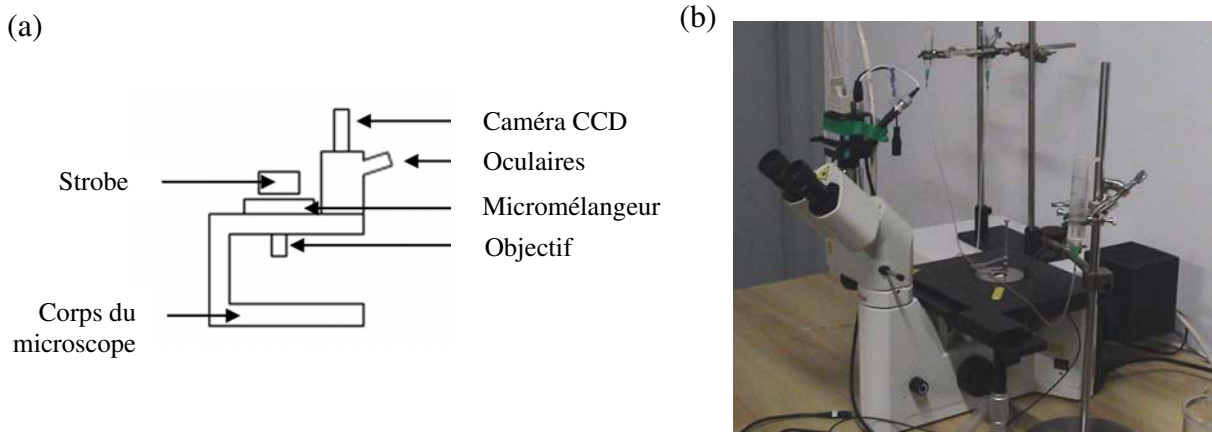 (a)
(b)
Caméra CCD
Oculaires
Strobe
Micromélangeur
Objectif
Corps du
microscope